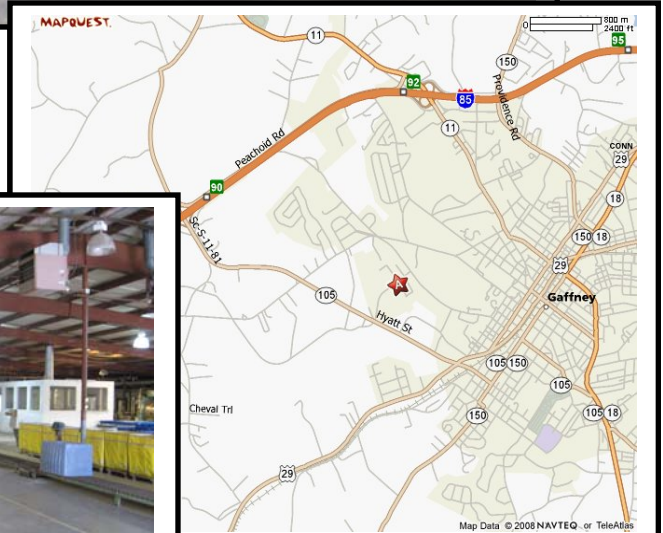 MAPQUEST.
800 m
0
2400 ft
11
95
150
92
85
Providence Rd
11
Peachoid Rd
CONN
29
90
18
Sc-S-11-81
150 18
29
105
Gaffney
Hyatt St
105 150
105
Cheval Trl
150
105 18
29
Map Data © 2008 NAVTEQ or TeleAtlas